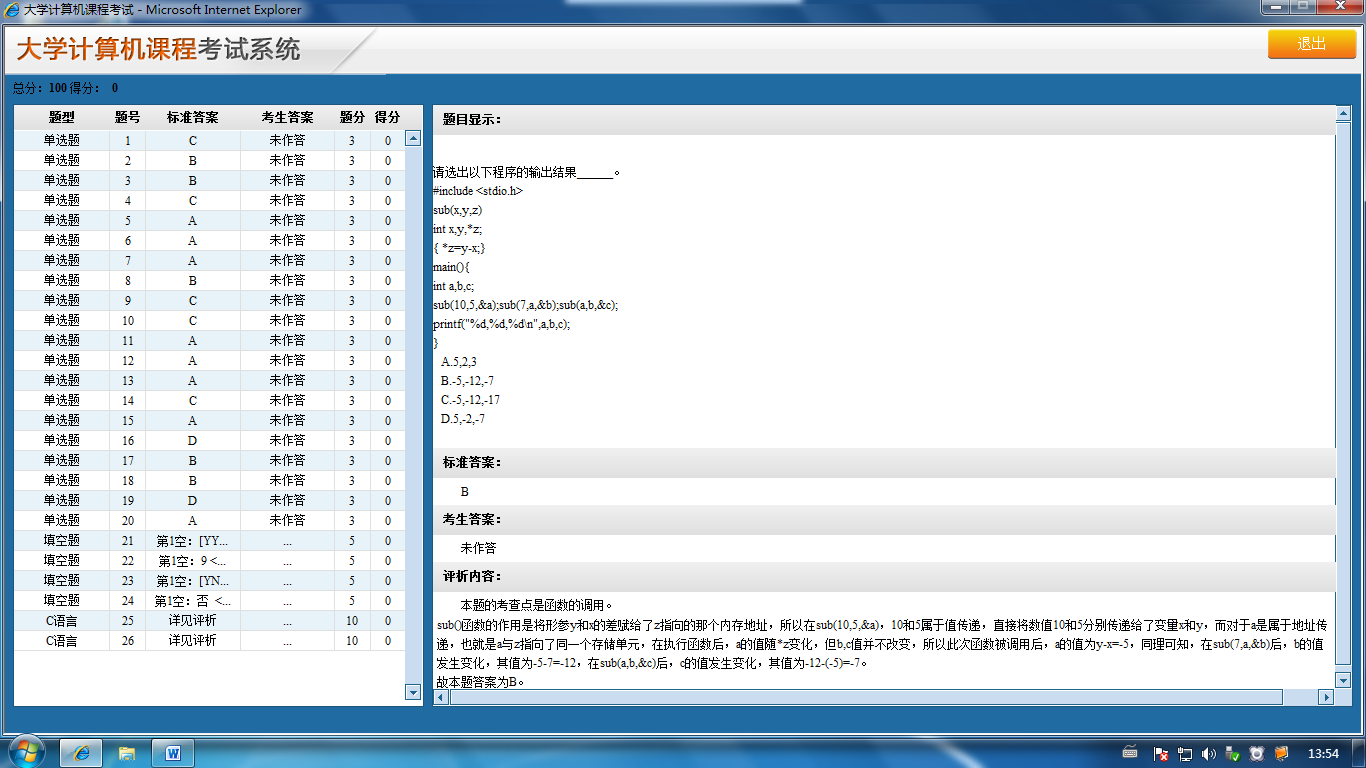 大学计算机课程考试 - Microsoft Internet Explorer
大学计算机课程考试系统
退出
总分：100 得分： 0
题型 题号 标准答案 考生答案 题分 得分
单选题 1 C 未作答 3 0
单选题 2 B 未作答 3 0
单选题 3 B 未作答 3 0
单选题 4 C 未作答 3 0
单选题 5 A 未作答 3 0
单选题 6 A 未作答 3 0
单选题 7 A 未作答 3 0
单选题 8 B 未作答 3 0
单选题 9 C 未作答 3 0
单选题 10 C 未作答 3 0
单选题 11 A 未作答 3 0
单选题 12 A 未作答 3 0
单选题 13 A 未作答 3 0
单选题 14 C 未作答 3 0
单选题 15 A 未作答 3 0
单选题 16 D 未作答 3 0
单选题 17 B 未作答 3 0
单选题 18 B 未作答 3 0
单选题 19 D 未作答 3 0
单选题 20 A 未作答 3 0
填空题 21 第1空：[YY... ... 5 0
填空题 22 第1空：9 <... ... 5 0
填空题 23 第1空：[YN... ... 5 0
填空题 24 第1空：否 <... ... 5 0
C语言 25 详见评析 ... 10 0
C语言 26 详见评析 ... 10 0
题目显示：
请选出以下程序的输出结果______。
#include <stdio.h>
sub(x,y,z)
int x,y,*z;
{ *z=y-x;}
main(){
int a,b,c;
sub(10,5,&a);sub(7,a,&b);sub(a,b,&c);
printf("%d,%d,%d\n",a,b,c);
}
A.5,2,3
B.-5,-12,-7
C.-5,-12,-17
D.5,-2,-7
标准答案：
B
考生答案：
未作答
评析内容：
本题的考查点是函数的调用。
sub()函数的作用是将形参y和x的差赋给了z指向的那个内存地址，所以在sub(10,5,&a)，10和5属于值传递，直接将数值10和5分别传递给了变量x和y，而对于a是属于地址传
递，也就是a与z指向了同一个存储单元，在执行函数后，a的值随*z变化，但b,c值并不改变，所以此次函数被调用后，a的值为y-x=-5，同理可知，在sub(7,a,&b)后，b的值
发生变化，其值为-5-7=-12，在sub(a,b,&c)后，c的值发生变化，其值为-12-(-5)=-7。
故本题答案为B。
13:54